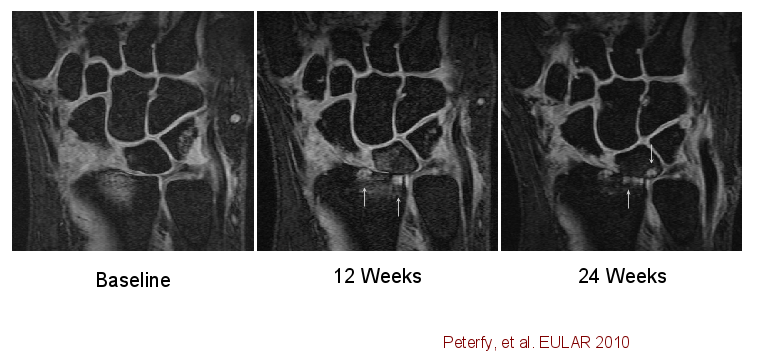 Baseline
12 Weeks
24 Weeks
Peterfy, et al. EULAR 2010